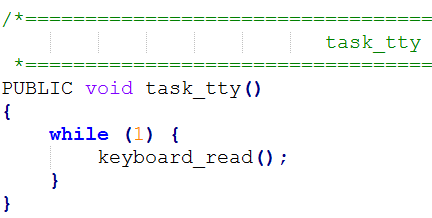 /*==================================
task_tty
*==================================
PUBLIC void task_tty()
{
while (1) {
keyboard_read();
}
}